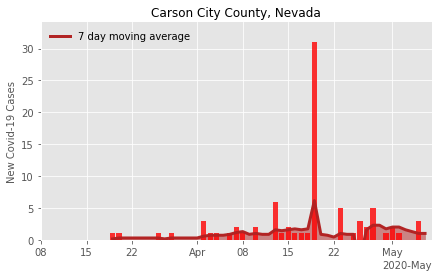 Carson City County, Nevada
7 day moving average
New Covid-19 Cases
30
25
20
15
10
5
0
08 15 22 Apr 08 15 22 May
2020-May